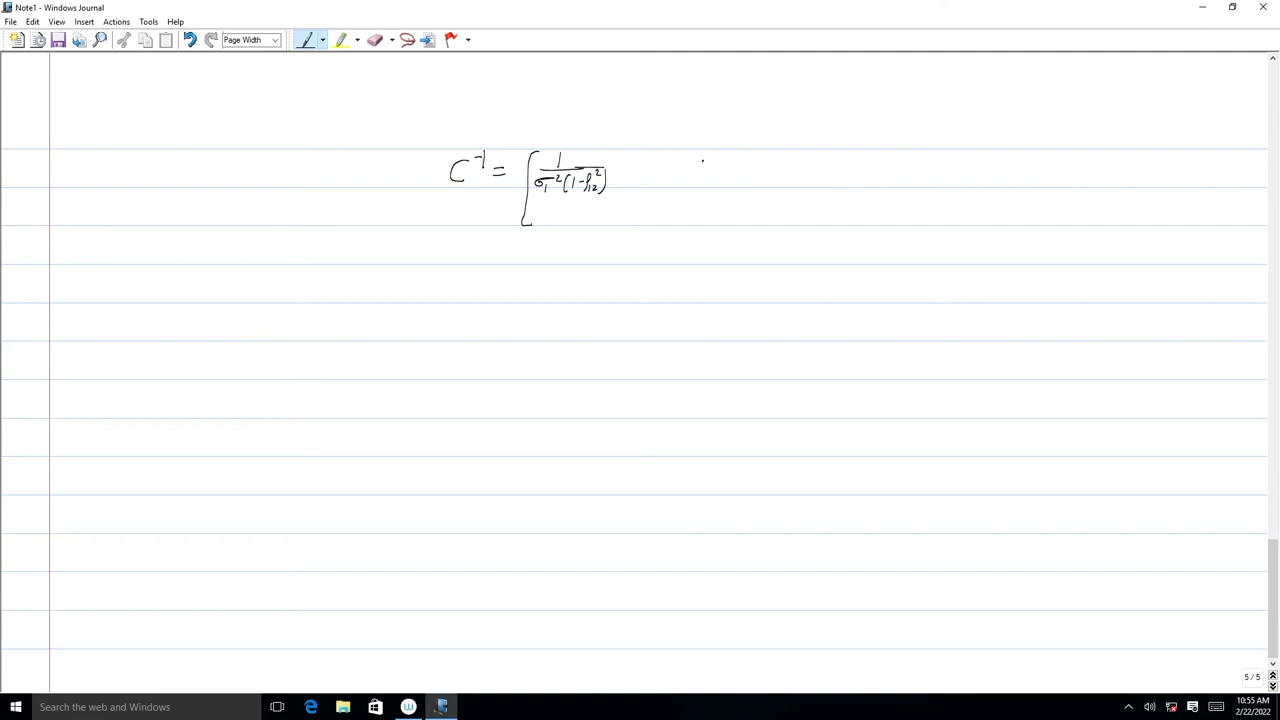 Note1 - Windows Journal
File Edit View Insert Actions Tools Help
Page Width
C⁻¹ = [ 1
σ₁²(1-ρ₁₂²)
5 / 5
Search the web and Windows
10:55 AM
2/22/2022